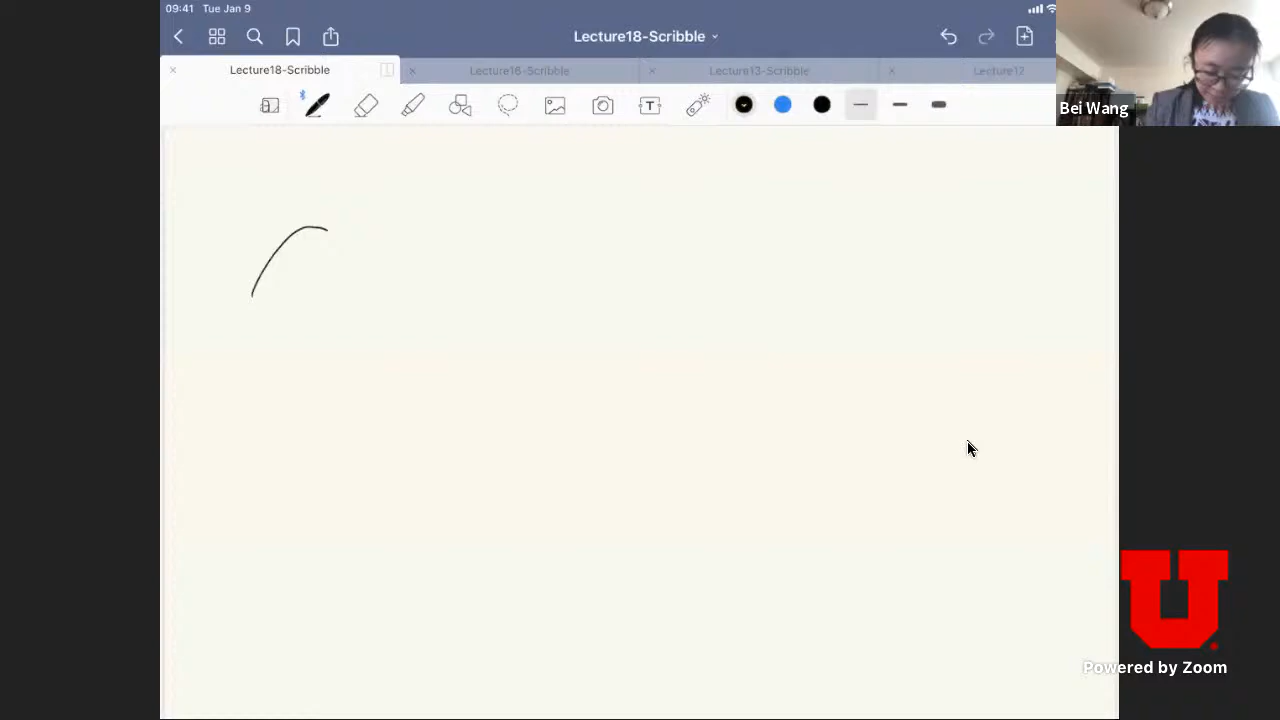 09:41 Tue Jan 9
Lecture18-Scribble
Lecture18-Scribble Lecture16-Scribble Lecture13-Scribble Lecture12
T
Bei Wang
U
Powered by Zoom